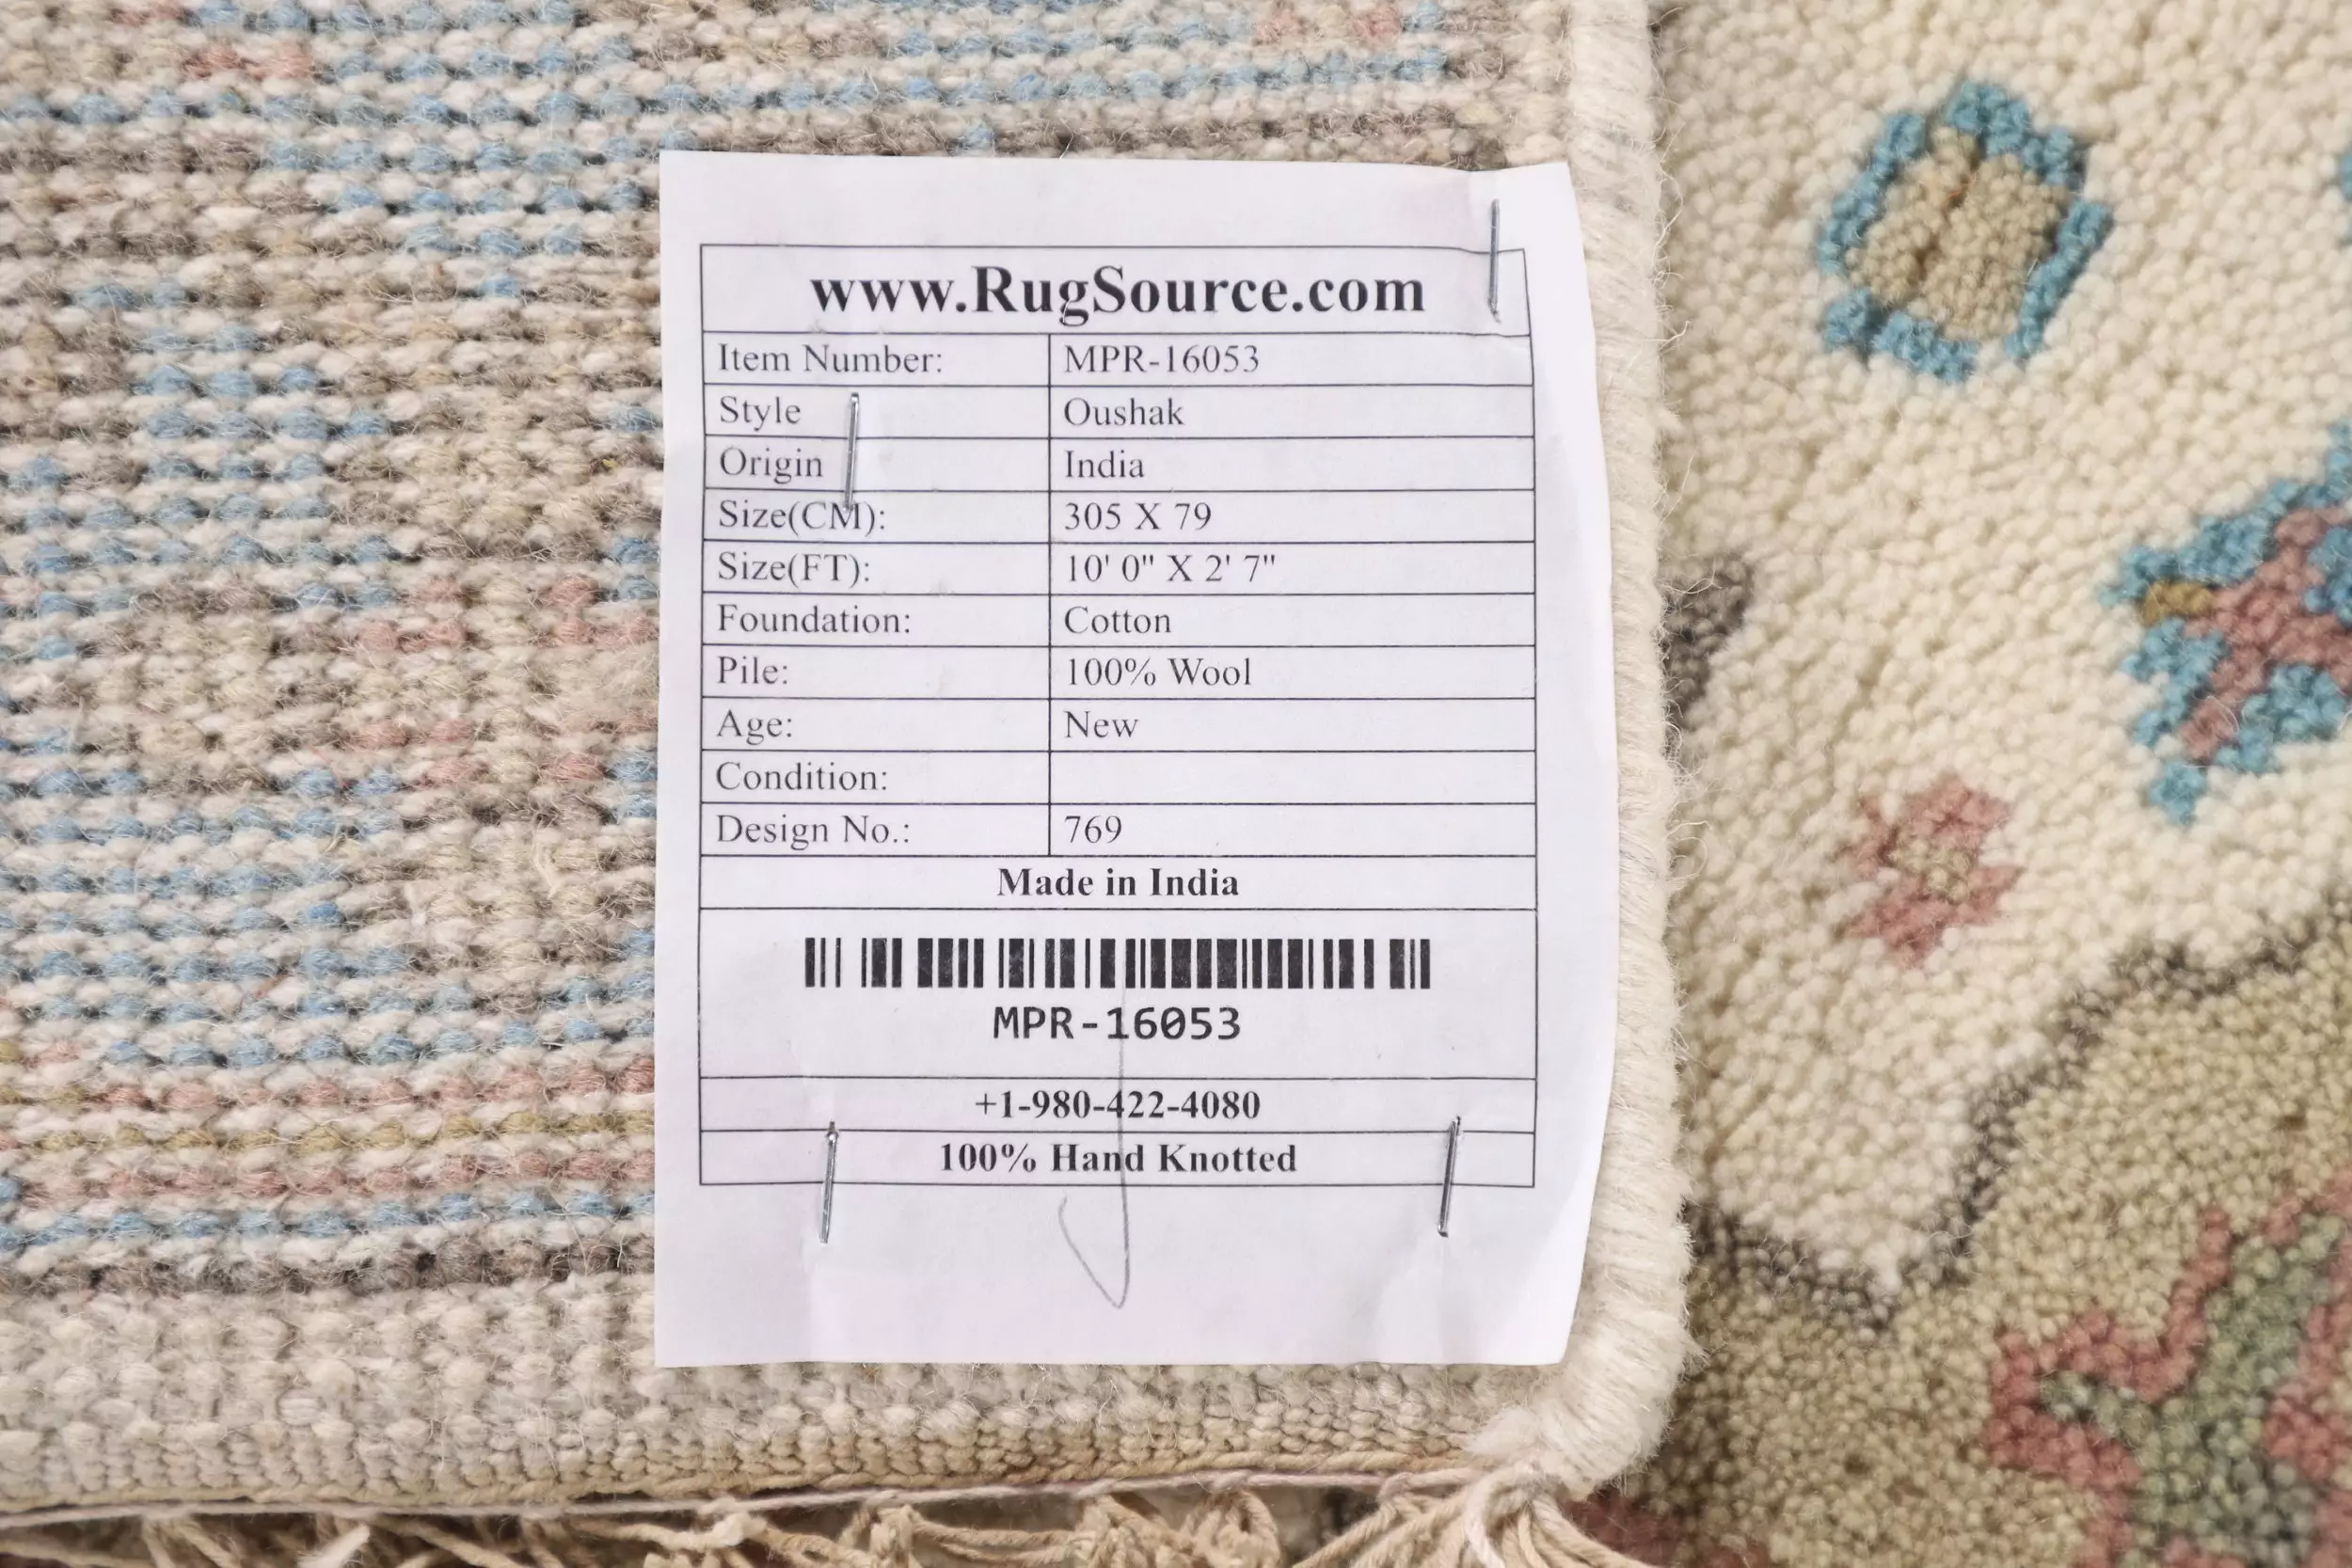 www.RugSource.com
Item Number: MPR-16053
Style Oushak
Origin India
Size(CM): 305 X 79
Size(FT): 10' 0" X 2' 7"
Foundation: Cotton
Pile: 100% Wool
Age: New
Condition:
Design No.: 769
Made in India
MPR-16053
+1-980-422-4080
100% Hand Knotted